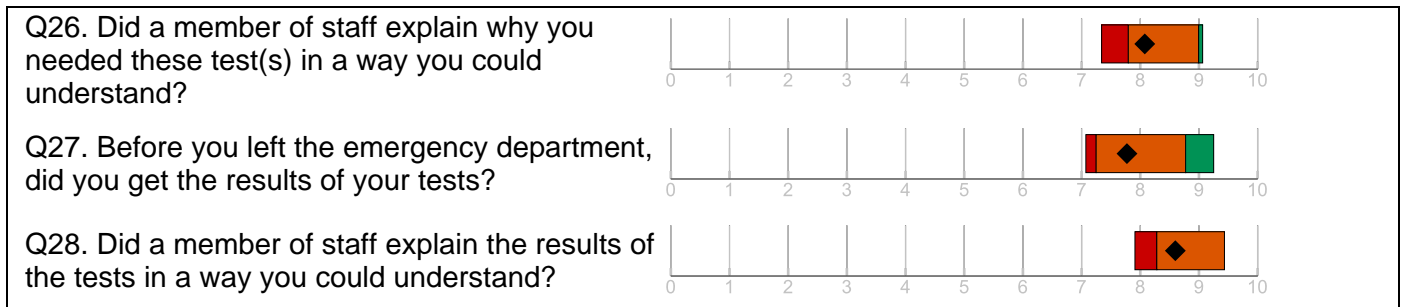 Q26. Did a member of staff explain why you
needed these test(s) in a way you could
understand?
0 1 2 3 4 5 6 7 8 9 10
Q27. Before you left the emergency department,
did you get the results of your tests?
0 1 2 3 4 5 6 7 8 9 10
Q28. Did a member of staff explain the results of
the tests in a way you could understand?
0 1 2 3 4 5 6 7 8 9 10